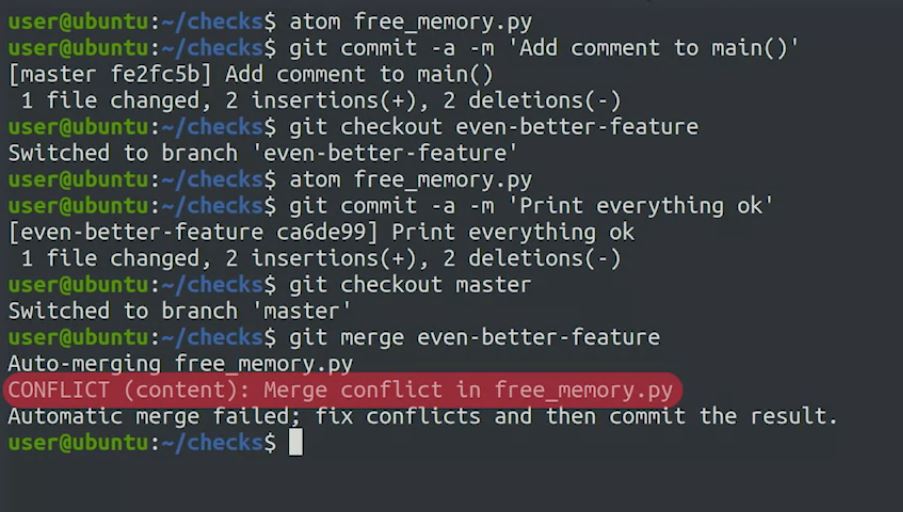 user@ubuntu:~/checks$ atom free_memory.py
user@ubuntu:~/checks$ git commit -a -m 'Add comment to main()'
[master fe2fc5b] Add comment to main()
 1 file changed, 2 insertions(+), 2 deletions(-)
user@ubuntu:~/checks$ git checkout even-better-feature
Switched to branch 'even-better-feature'
user@ubuntu:~/checks$ atom free_memory.py
user@ubuntu:~/checks$ git commit -a -m 'Print everything ok'
[even-better-feature ca6de99] Print everything ok
 1 file changed, 2 insertions(+), 2 deletions(-)
user@ubuntu:~/checks$ git checkout master
Switched to branch 'master'
user@ubuntu:~/checks$ git merge even-better-feature
Auto-merging free_memory.py
CONFLICT (content): Merge conflict in free_memory.py
Automatic merge failed; fix conflicts and then commit the result.
user@ubuntu:~/checks$